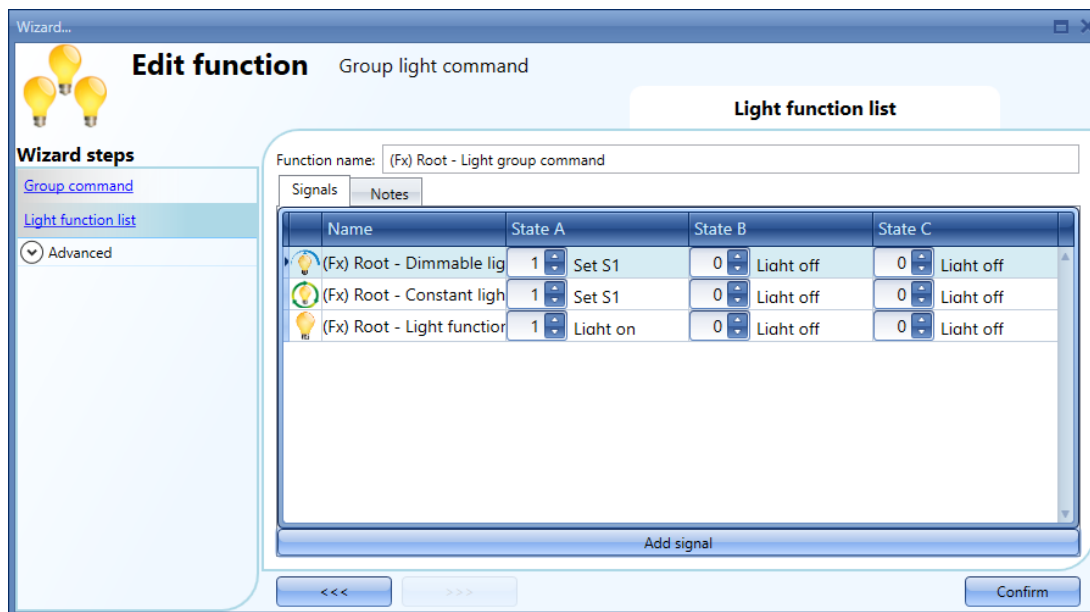 Wizard...
Edit function Group light command
Light function list
Wizard steps
Group command
Light function list
Advanced
Function name: (Fx) Root - Light group command
Signals Notes
Name State A State B State C
(Fx) Root - Dimmable lig 1 Set S1 0 Light off 0 Light off
(Fx) Root - Constant ligh 1 Set S1 0 Light off 0 Light off
(Fx) Root - Light function 1 Light on 0 Light off 0 Light off
Add signal
<<< >>> Confirm